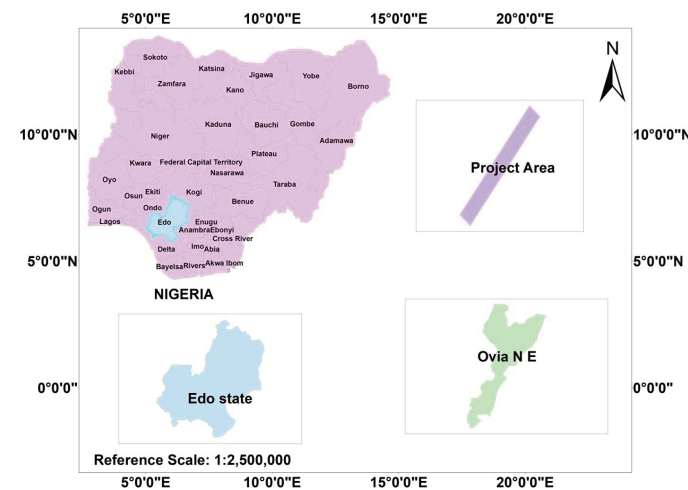 5°0'0"E 10°0'0"E 15°0'0"E 20°0'0"E
N
Sokoto
Kebbi
Katsina
Jigawa
Yobe
Zamfara
Kano
Borno
10°0'0"N
Kaduna
Bauchi
Gombe
Niger
Adamawa
10°0'0"N
Plateau
Kwara
Federal Capital Territory
Nasarawa
Project Area
Oyo
Taraba
Osun
Ekiti
Kogi
Benue
Ogun
Ondo
Lagos
Edo
Enugu
Anambra
Ebonyi
Cross River
Delta
Imo
Abia
5°0'0"N
Bayelsa
Rivers
Akwa Ibom
5°0'0"N
NIGERIA
Ovia N E
0°0'0"
Edo state
0°0'0"
Reference Scale: 1:2,500,000
5°0'0"E 10°0'0"E 15°0'0"E 20°0'0"E